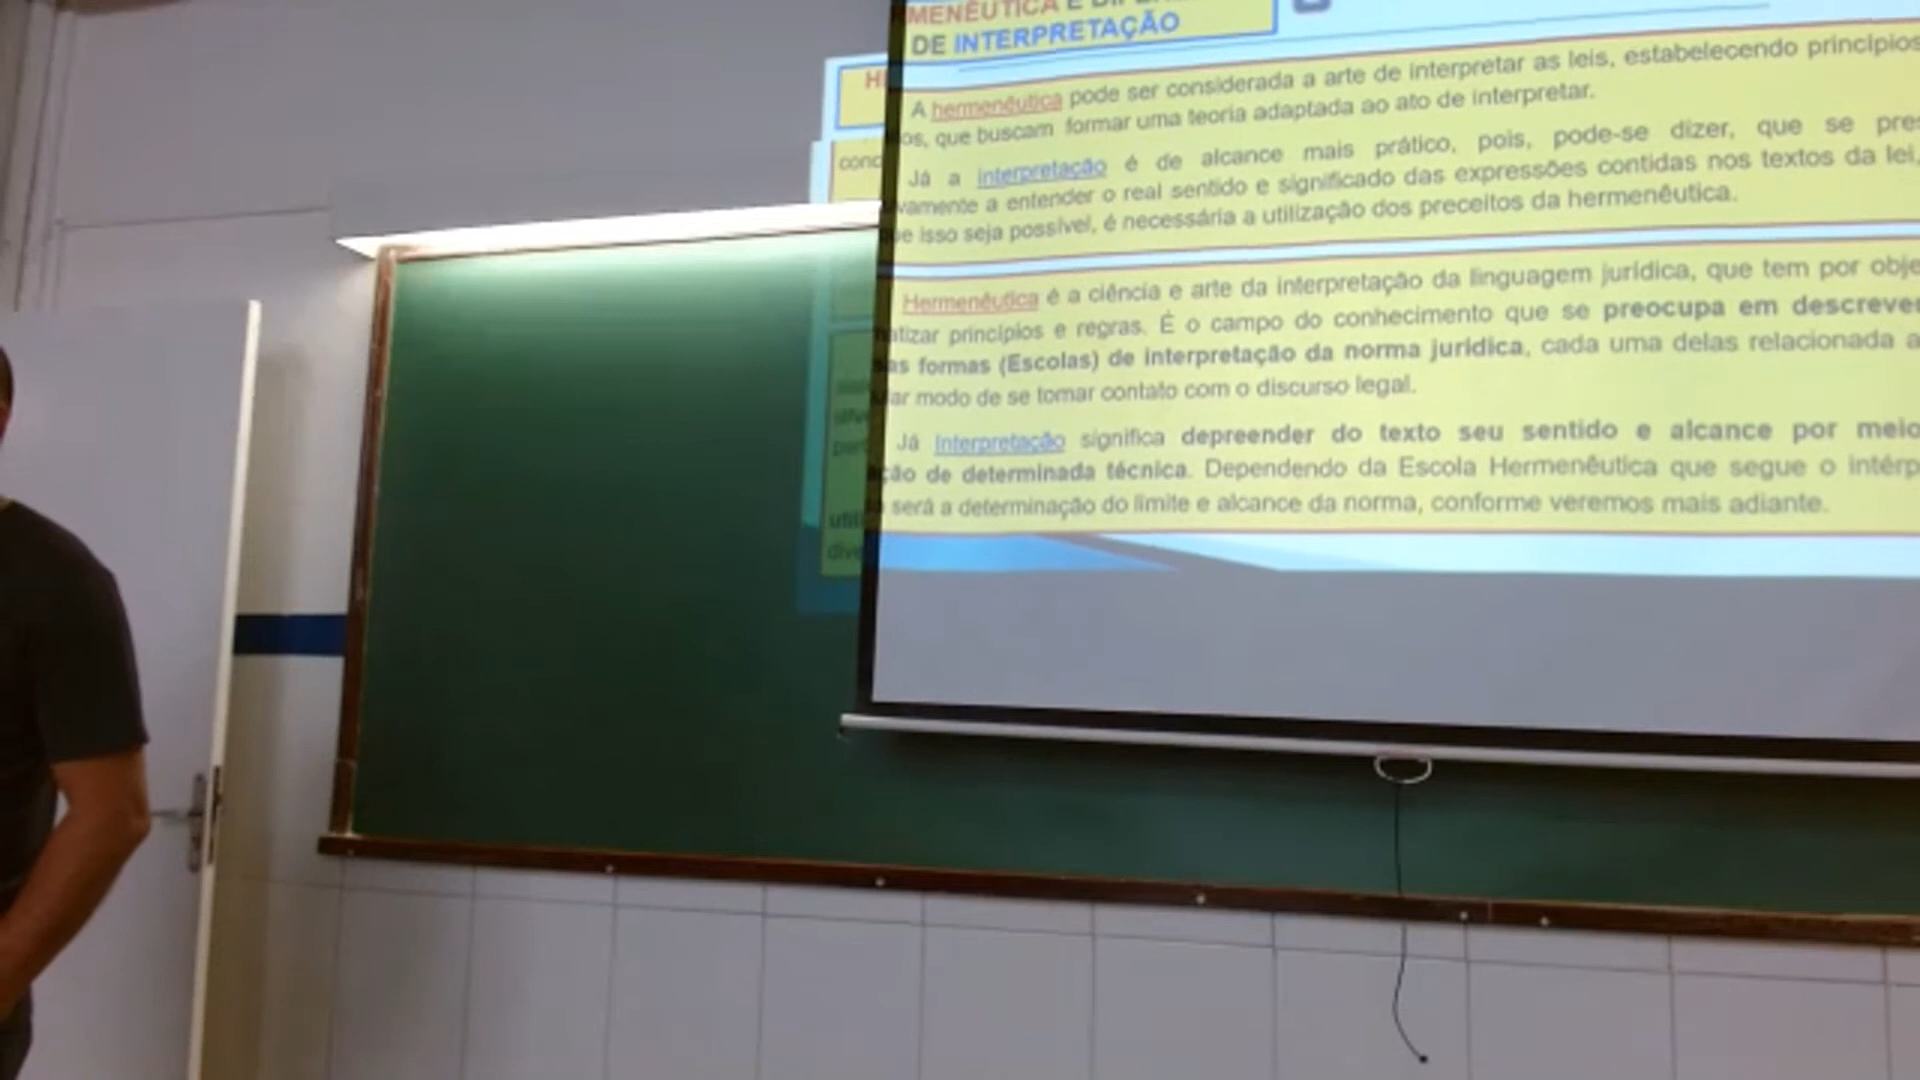 MENÊUTICA E
DE INTERPRETAÇÃO
A hermenêutica pode ser considerada a arte de interpretar as leis, estabelecendo princípios
os, que buscam formar uma teoria adaptada ao ato de interpretar.
Já a interpretação é de alcance mais prático, pois, pode-se dizer, que se pres
vamente a entender o real sentido e significado das expressões contidas nos textos da lei,
e isso seja possível, é necessária a utilização dos preceitos da hermenêutica.
Hermenêutica é a ciência e arte da interpretação da linguagem jurídica, que tem por obje
atizar princípios e regras. É o campo do conhecimento que se preocupa em descrever
as formas (Escolas) de interpretação da norma jurídica, cada uma delas relacionada a
ar modo de se tomar contato com o discurso legal.
Já Interpretação significa depreender do texto seu sentido e alcance por meio
ção de determinada técnica. Dependendo da Escola Hermenêutica que segue o intérp
será a determinação do limite e alcance da norma, conforme veremos mais adiante.
H
conc
utili
dive